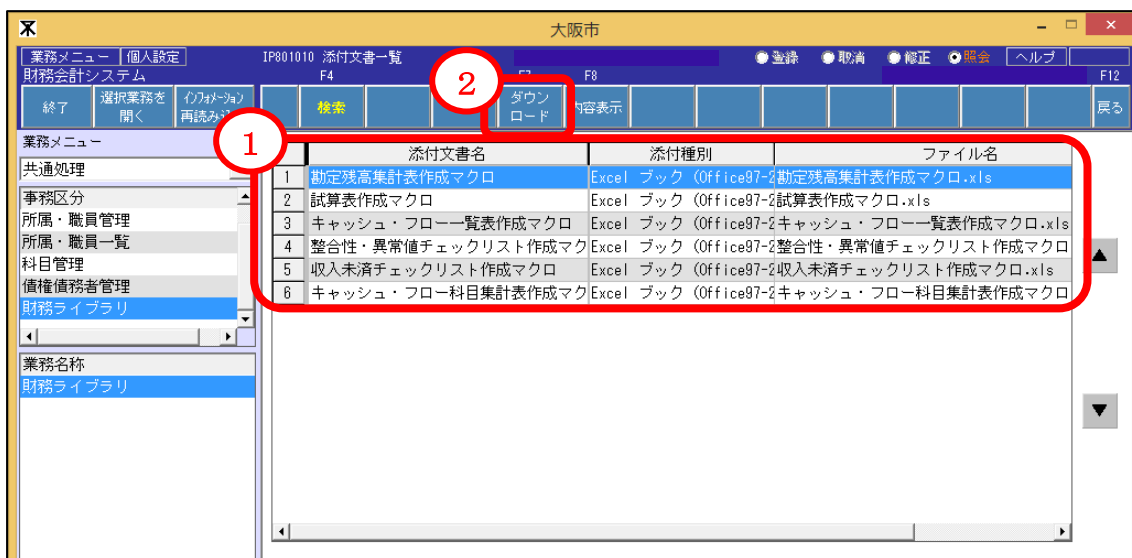 大阪市
業務メニュー 個人設定 IP801010 添付文書一覧 登録 取消 修正 照会 ヘルプ
財務会計システム F4 F7 F8 F12
終了 選択業務を開く インフォメーション再読み込 検索 ダウンロード 内容表示 戻る
2
1
業務メニュー
共通処理
事務区分
所属・職員管理
所属・職員一覧
科目管理
債権債務者管理
財務ライブラリ
業務名称
財務ライブラリ
添付文書名 添付種別 ファイル名
1 勘定残高集計表作成マクロ Excel ブック (Office97-2 勘定残高集計表作成マクロ.xls
2 試算表作成マクロ Excel ブック (Office97-2 試算表作成マクロ.xls
3 キャッシュ・フロー一覧表作成マクロ Excel ブック (Office97-2 キャッシュ・フロー一覧表作成マクロ.xls
4 整合性・異常値チェックリスト作成マク Excel ブック (Office97-2 整合性・異常値チェックリスト作成マクロ
5 収入未済チェックリスト作成マクロ Excel ブック (Office97-2 収入未済チェックリスト作成マクロ.xls
6 キャッシュ・フロー科目集計表作成マク Excel ブック (Office97-2 キャッシュ・フロー科目集計表作成マクロ